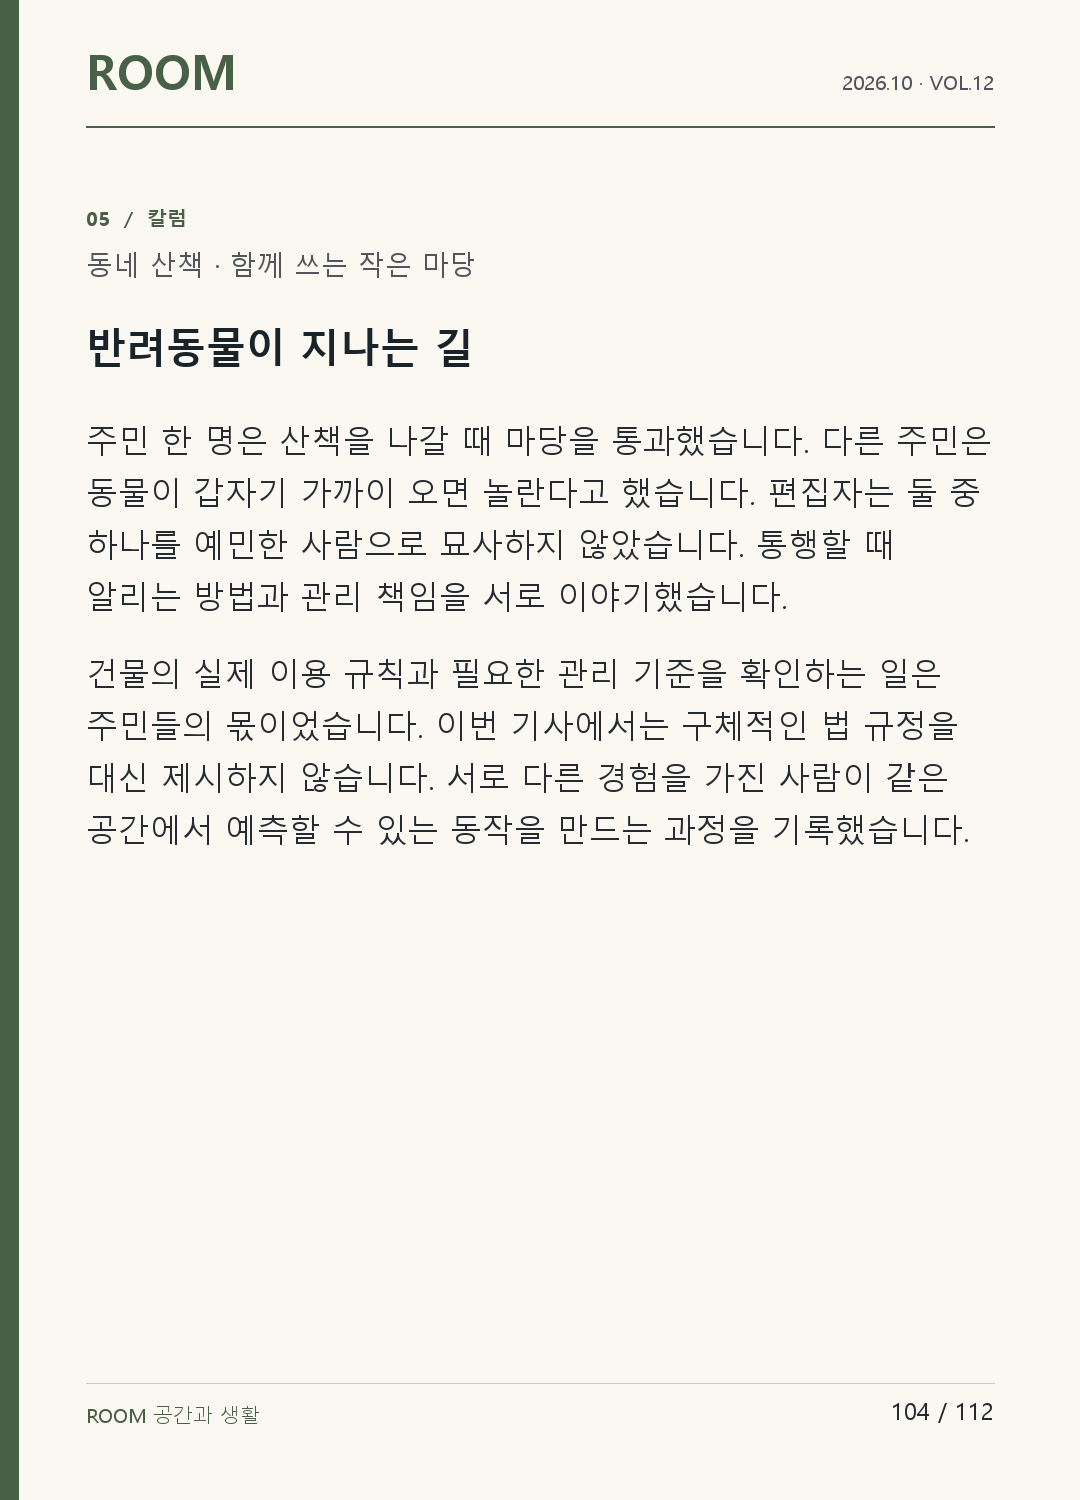 ROOM
2026.10 · VOL.12
05 / 칼럼
동네 산책 · 함께 쓰는 작은 마당
반려동물이 지나는 길
주민 한 명은 산책을 나갈 때 마당을 통과했습니다. 다른 주민은
동물이 갑자기 가까이 오면 놀란다고 했습니다. 편집자는 둘 중
하나를 예민한 사람으로 묘사하지 않았습니다. 통행할 때
알리는 방법과 관리 책임을 서로 이야기했습니다.
건물의 실제 이용 규칙과 필요한 관리 기준을 확인하는 일은
주민들의 몫이었습니다. 이번 기사에서는 구체적인 법 규정을
대신 제시하지 않습니다. 서로 다른 경험을 가진 사람이 같은
공간에서 예측할 수 있는 동작을 만드는 과정을 기록했습니다.
ROOM 공간과 생활
104 / 112